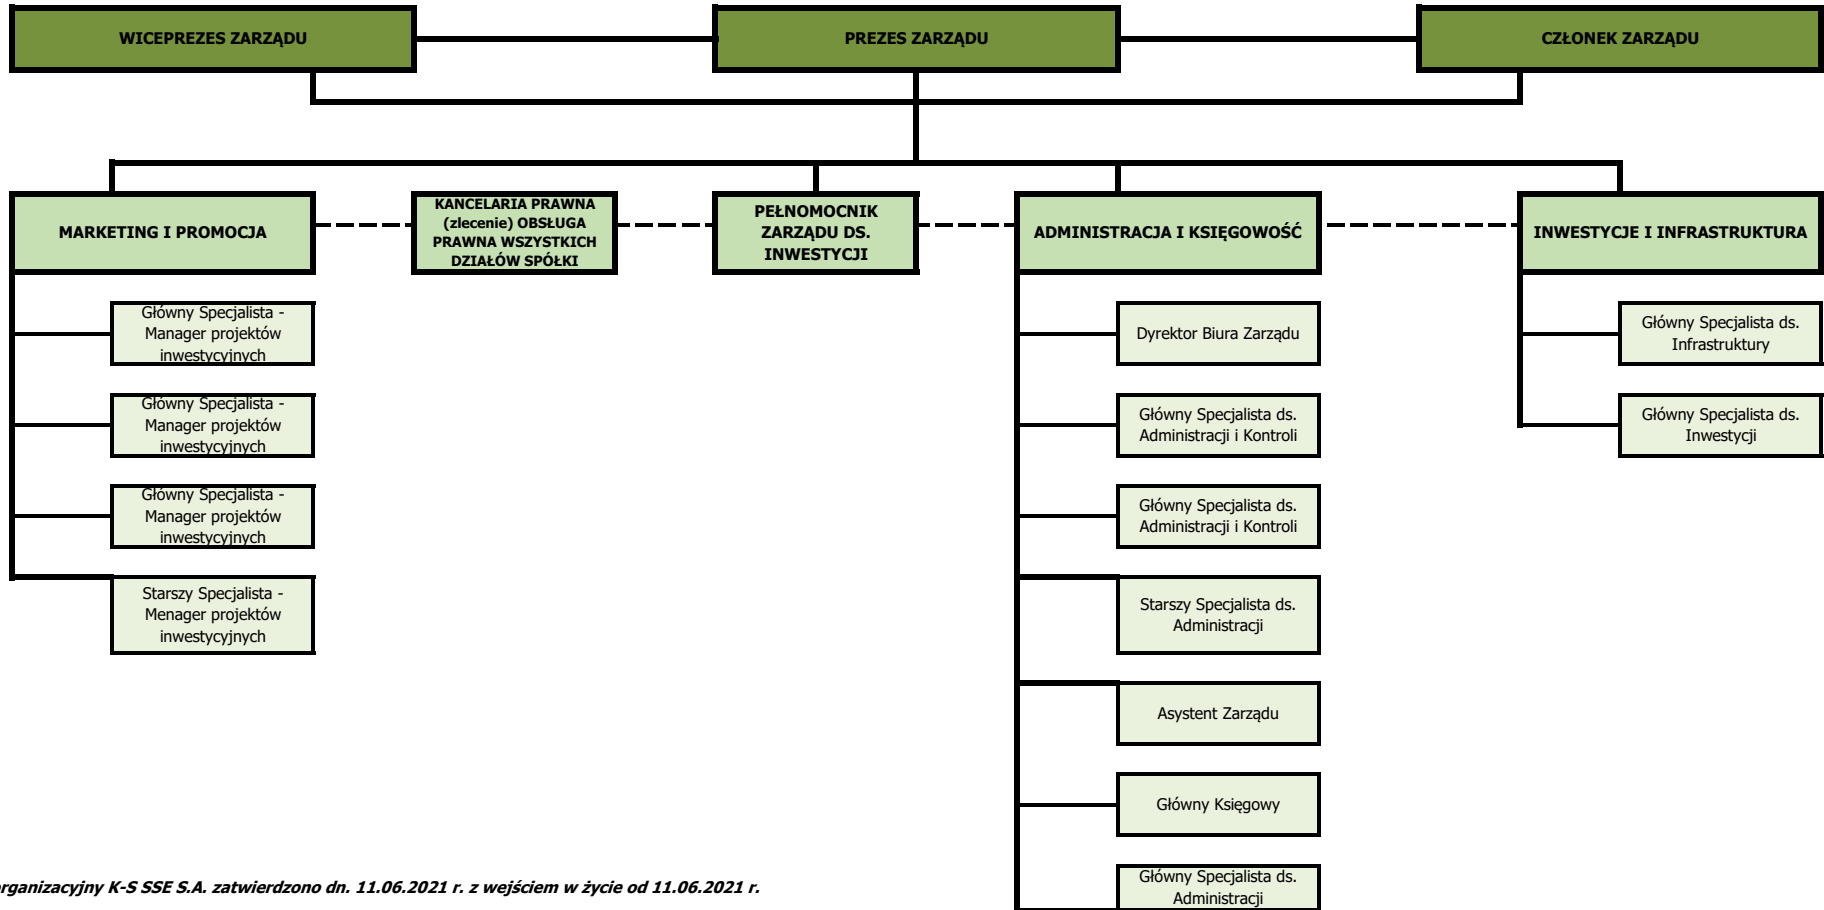 WICEPREZES ZARZĄDU
PREZES ZARZĄDU
CZŁONEK ZARZĄDU
MARKETING I PROMOCJA
KANCELARIA PRAWNA
(zlecenie) OBSŁUGA
PRAWNA WSZYSTKICH
DZIAŁÓW SPÓŁKI
PEŁNOMOCNIK
ZARZĄDU DS.
INWESTYCJI
ADMINISTRACJA I KSIĘGOWOŚĆ
INWESTYCJE I INFRASTRUKTURA
Główny Specjalista -
Manager projektów
inwestycyjnych
Główny Specjalista -
Manager projektów
inwestycyjnych
Główny Specjalista -
Manager projektów
inwestycyjnych
Starszy Specjalista -
Menager projektów
inwestycyjnych
Dyrektor Biura Zarządu
Główny Specjalista ds.
Administracji i Kontroli
Główny Specjalista ds.
Administracji i Kontroli
Starszy Specjalista ds.
Administracji
Asystent Zarządu
Główny Księgowy
Główny Specjalista ds.
Administracji
Główny Specjalista ds.
Infrastruktury
Główny Specjalista ds.
Inwestycji
rganizacyjny K-S SSE S.A. zatwierdzono dn. 11.06.2021 r. z wejściem w życie od 11.06.2021 r.